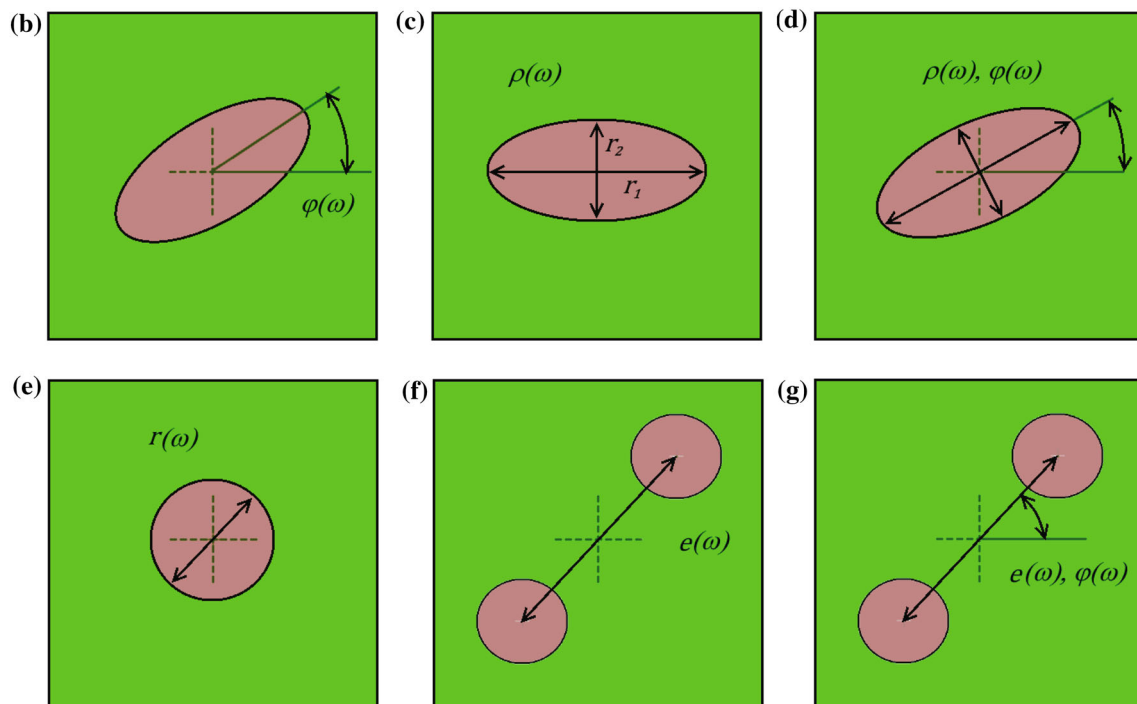 (b)
φ(ω)
(c)
ρ(ω)
r₂
r₁
(d)
ρ(ω), φ(ω)
(e)
r(ω)
(f)
e(ω)
(g)
e(ω), φ(ω)